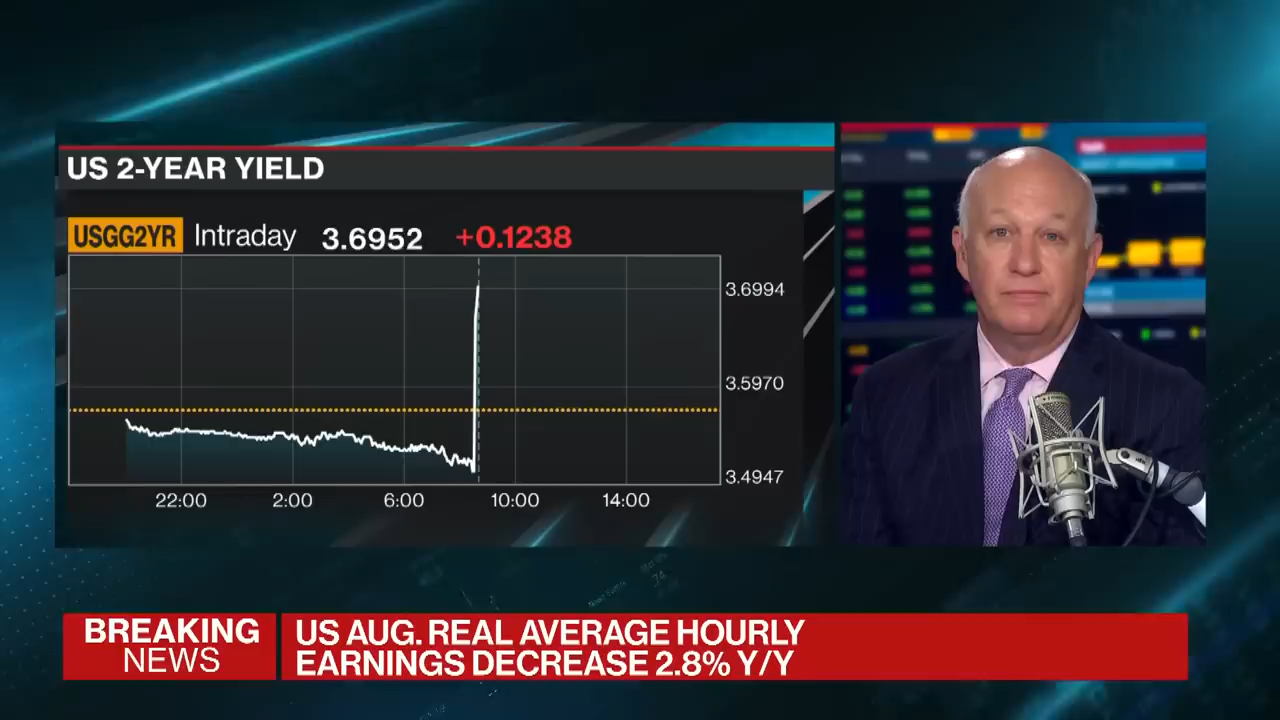 US 2-YEAR YIELD
USGG2YR Intraday 3.6952 +0.1238
3.6994
3.5970
3.4947
22:00 2:00 6:00 10:00 14:00
BREAKING NEWS
US AUG. REAL AVERAGE HOURLY
EARNINGS DECREASE 2.8% Y/Y